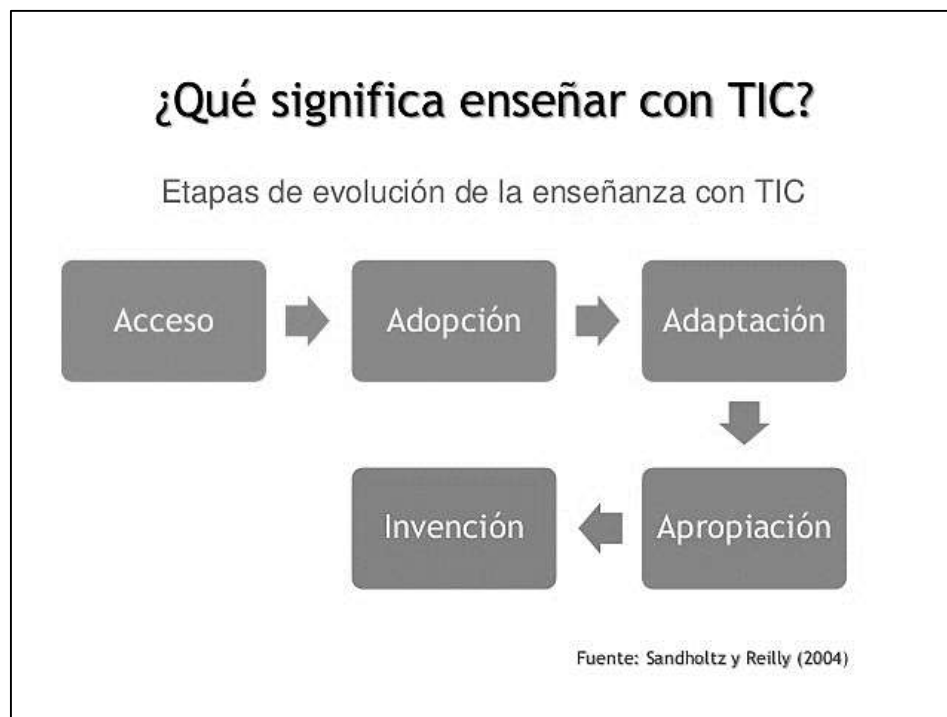 ¿Qué significa enseñar con TIC?
Etapas de evolución de la enseñanza con TIC
Acceso
Adopción
Adaptación
Apropiación
Invención
Fuente: Sandholtz y Reilly (2004)